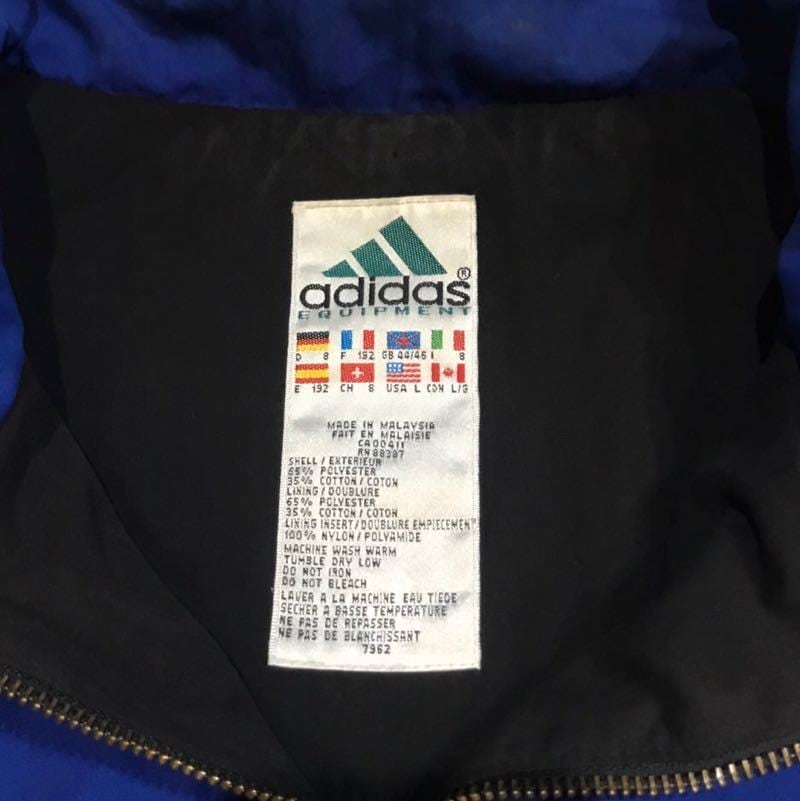 adidas®
EQUIPMENT
D 8 F 192 GB 44/46 I 8
E 192 CH 8 USA L CDN L/G
MADE IN MALAYSIA
FAIT EN MALAISIE
CA00411
RN88387
SHELL / EXTERIEUR
65% POLYESTER
35% COTTON / COTON
LINING / DOUBLURE
65% POLYESTER
35% COTTON / COTON
LINING INSERT / DOUBLURE EMPIECEMENT
100% NYLON / POLYAMIDE
MACHINE WASH WARM
TUMBLE DRY LOW
DO NOT IRON
DO NOT BLEACH
LAVER A LA MACHINE EAU TIEDE
SECHER A BASSE TEMPERATURE
NE PAS DE REPASSER
NE PAS DE BLANCHISSANT
7962